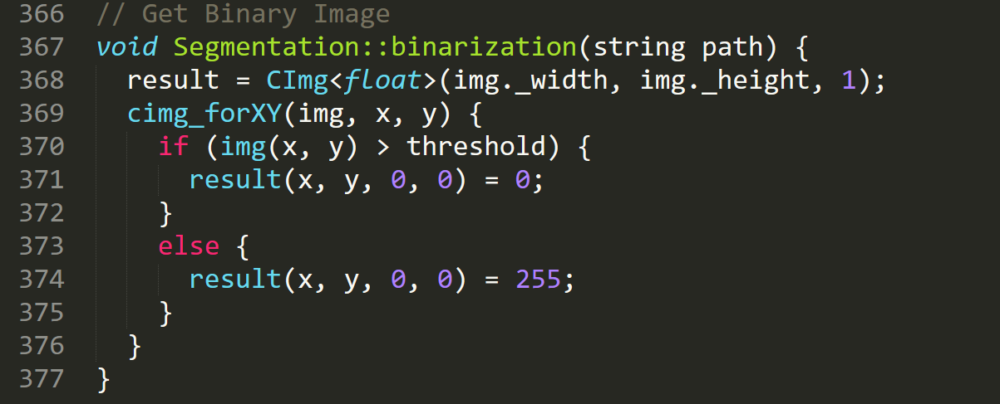 366 // Get Binary Image
367 void Segmentation::binarization(string path) {
368   result = CImg<float>(img._width, img._height, 1);
369   cimg_forXY(img, x, y) {
370     if (img(x, y) > threshold) {
371       result(x, y, 0, 0) = 0;
372     }
373     else {
374       result(x, y, 0, 0) = 255;
375     }
376   }
377 }